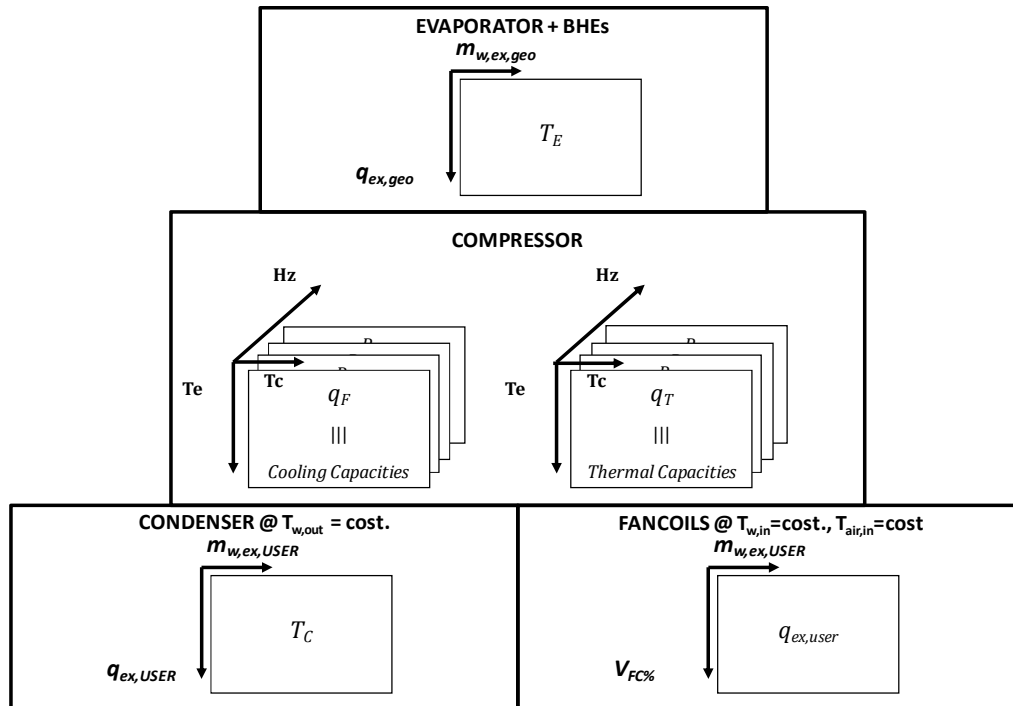 EVAPORATOR + BHEs
m_w,ex,geo
T_E
q_ex,geo
COMPRESSOR
Hz
Hz
Te
Tc
Te
Tc
q_F
q_T
|||
|||
Cooling Capacities
Thermal Capacities
CONDENSER @ T_w,out = cost.
FANCOILS @ T_w,in=cost., T_air,in=cost
m_w,ex,USER
m_w,ex,USER
T_C
q_ex,user
q_ex,USER
V_FC%